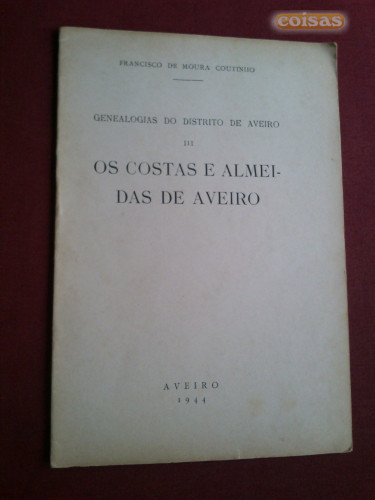 coisas
FRANCISCO DE MOURA COUTINHO
GENEALOGIAS DO DISTRITO DE AVEIRO
III
OS COSTAS E ALMEI-
DAS DE AVEIRO
AVEIRO
1944